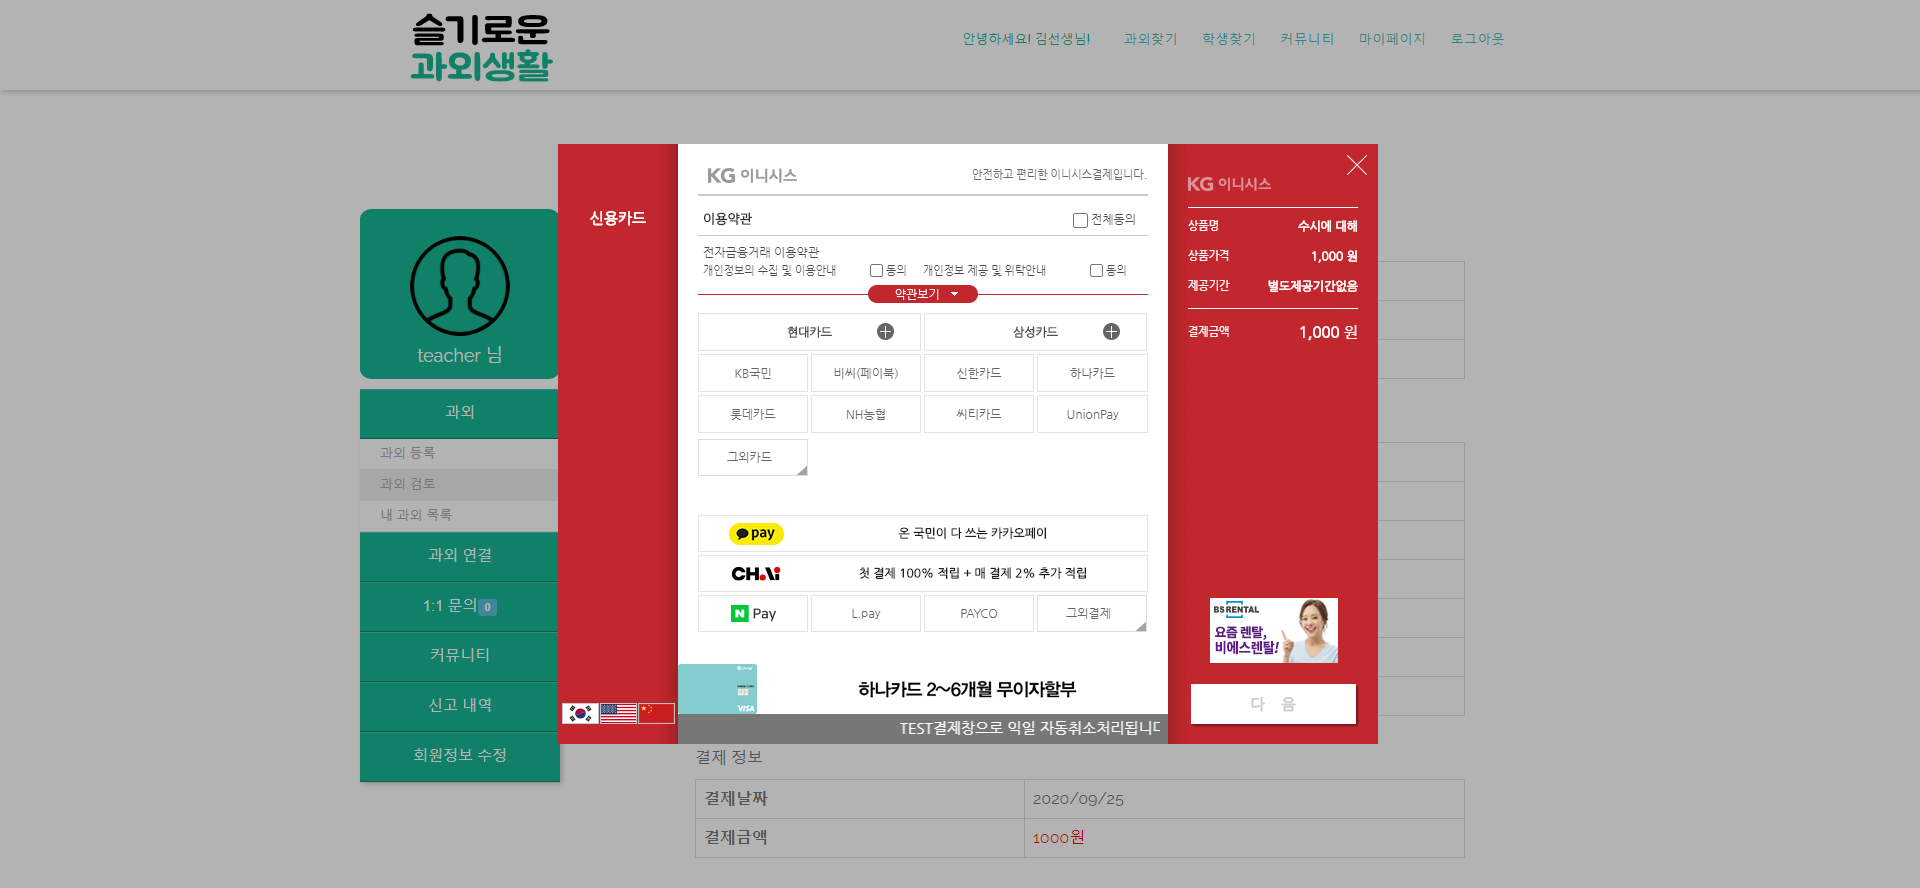 슬기로운
과외생활
안녕하세요! 김선생님!
과외찾기
학생찾기
커뮤니티
마이페이지
로그아웃
teacher 님
과외
과외 등록
과외 검토
내 과외 목록
과외 연결
1:1 문의 0
커뮤니티
신고 내역
회원정보 수정
신용카드
KG 이니시스
안전하고 편리한 이니시스결제입니다.
이용약관
전체동의
전자금융거래 이용약관
개인정보의 수집 및 이용안내
동의
개인정보 제공 및 위탁안내
동의
약관보기
현대카드
삼성카드
KB국민
비씨(페이북)
신한카드
하나카드
롯데카드
NH농협
씨티카드
UnionPay
그외카드
pay
온 국민이 다 쓰는 카카오페이
CHAi
첫 결제 100% 적립 + 매 결제 2% 추가 적립
N Pay
L.pay
PAYCO
그외결제
VISA
하나카드 2~6개월 무이자할부
TEST결제창으로 익일 자동취소처리됩니다
KG 이니시스
상품명
수시에 대해
상품가격
1,000 원
제공기간
별도제공기간없음
결제금액
1,000 원
BS RENTAL
요즘 렌탈,
비에스렌탈!
다 음
결제 정보
결제날짜
2020/09/25
결제금액
1000원